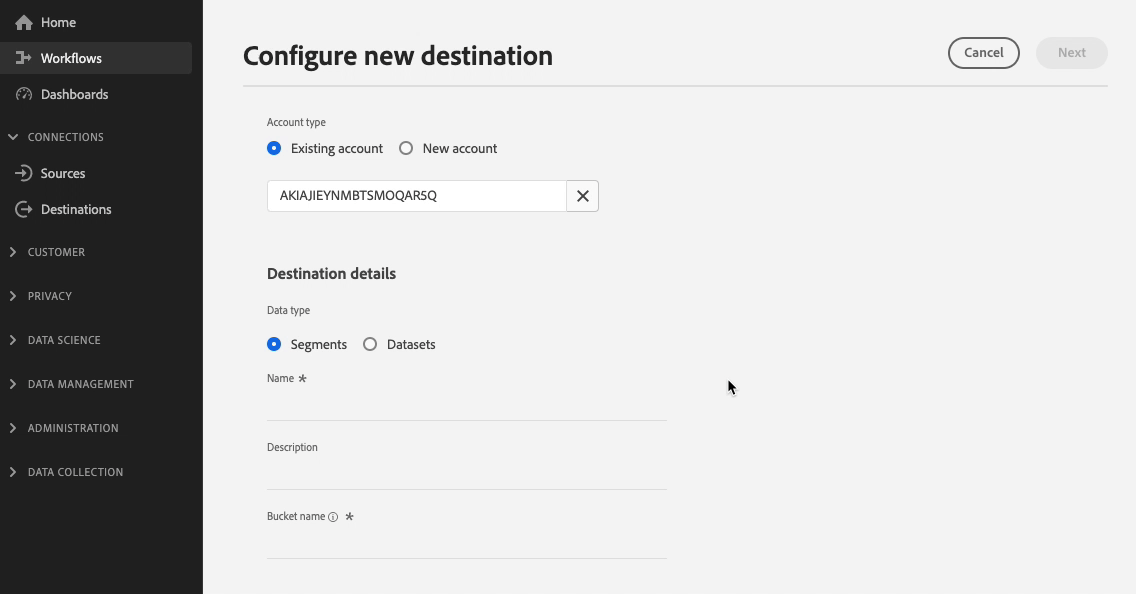 Home
Workflows
Dashboards
CONNECTIONS
Sources
Destinations
CUSTOMER
PRIVACY
DATA SCIENCE
DATA MANAGEMENT
ADMINISTRATION
DATA COLLECTION
Configure new destination
Cancel
Next
Account type
Existing account
New account
AKIAJIEYNMBTSMOQAR5Q
Destination details
Data type
Segments
Datasets
Name *
Description
Bucket name *